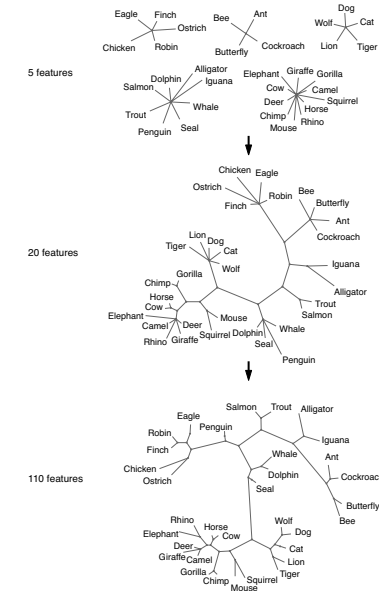 Eagle Finch
Ostrich
Chicken Robin
Bee Ant
Butterfly Cockroach
Dog
Wolf Cat
Lion Tiger
5 features
Alligator
Dolphin Iguana
Salmon
Whale
Trout
Penguin Seal
Elephant Giraffe Gorilla
Cow Camel
Deer Squirrel
Chimp Horse
Mouse Rhino
Chicken Eagle
Ostrich
Robin Bee
Finch Butterfly
Ant
Cockroach
20 features
Lion Dog
Tiger Cat
Wolf
Iguana
Gorilla
Chimp
Alligator
Horse
Cow
Trout
Elephant Mouse Salmon
Camel Deer
Whale
Rhino Giraffe Squirrel Dolphin
Seal
Penguin
110 features
Salmon Trout Alligator
Eagle
Robin Penguin
Finch
Iguana
Whale Ant
Chicken
Dolphin Cockroac
Ostrich
Seal
Butterfly
Bee
Rhino Horse Wolf
Elephant Cow Dog
Deer Cat
Giraffe Camel Lion
Gorilla Tiger
Chimp Squirrel
Mouse